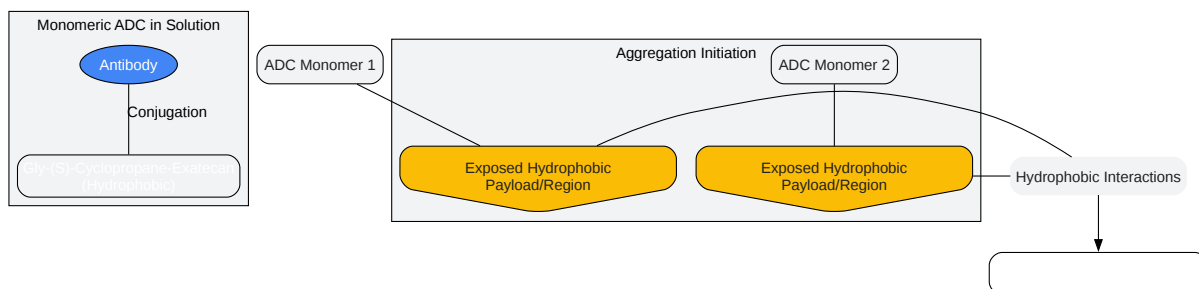 Monomeric ADC in Solution
Antibody
Conjugation
Gly-(S)-Cyclopropane-Exatecan
(Hydrophobic)
ADC Monomer 1
Aggregation Initiation
ADC Monomer 2
Exposed Hydrophobic
Payload/Region
Exposed Hydrophobic
Payload/Region
Hydrophobic Interactions